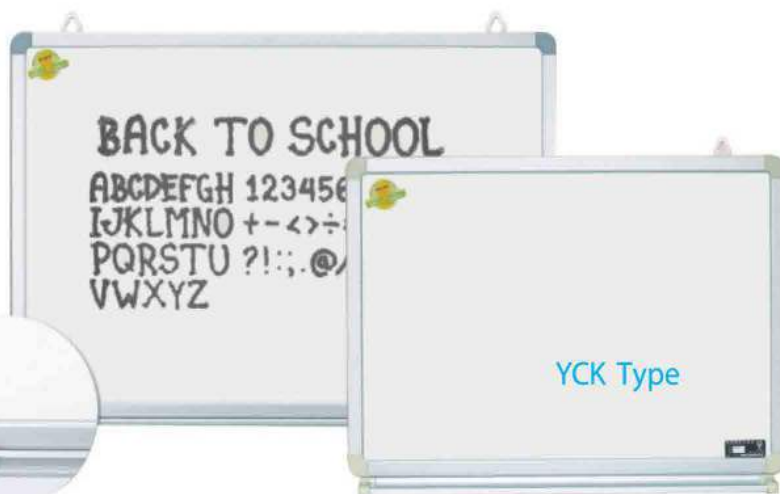 BACK TO SCHOOL
ABCDEFGH 123456
IJKLMNO +-<>÷
PQRSTU ?!:;.@/
VWXYZ
YCK Type